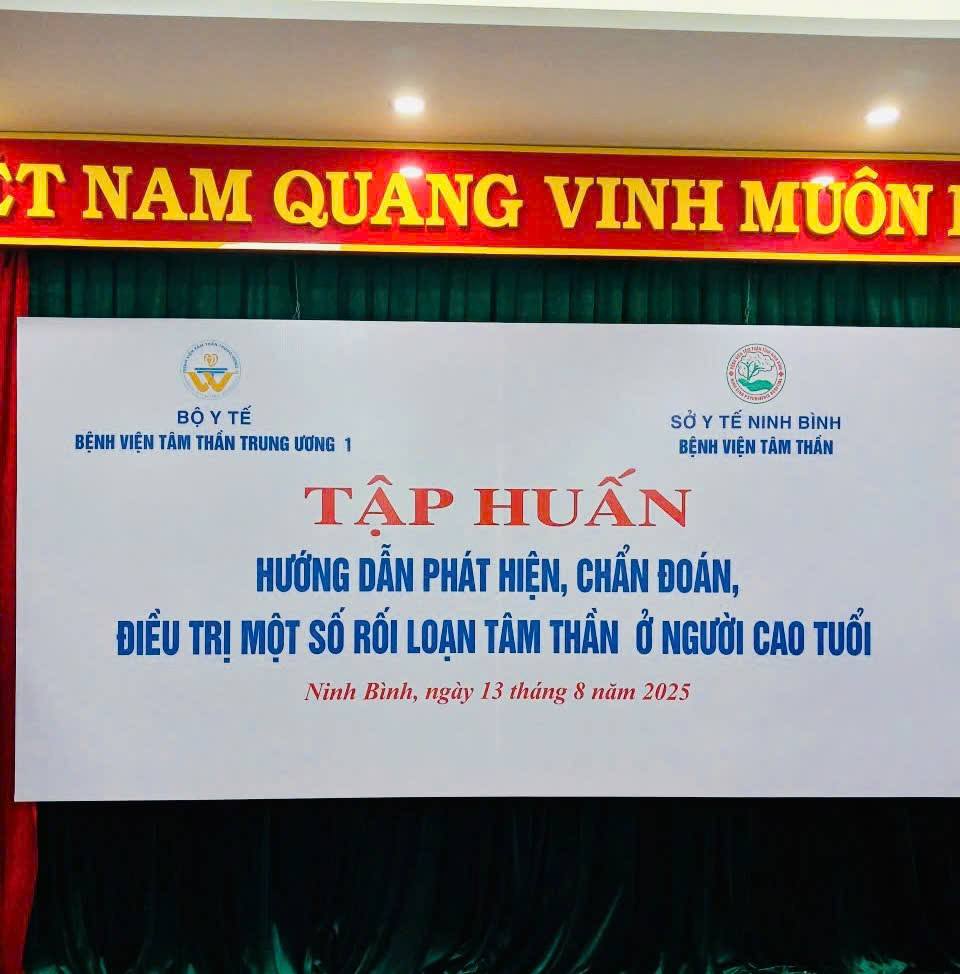 NAM QUANG VINH MUÔN
BỘ Y TẾ
BỆNH VIỆN TÂM THẦN TRUNG ƯƠNG 1
SỞ Y TẾ NINH BÌNH
BỆNH VIỆN TÂM THẦN
TẬP HUẤN
HƯỚNG DẪN PHÁT HIỆN, CHẨN ĐOÁN,
ĐIỀU TRỊ MỘT SỐ RỐI LOẠN TÂM THẦN Ở NGƯỜI CAO TUỔI
Ninh Bình, ngày 13 tháng 8 năm 2025